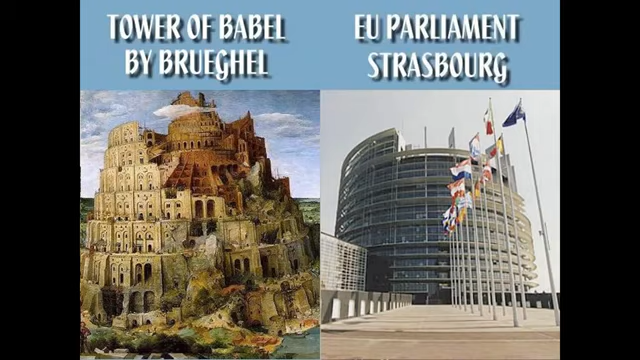 TOWER OF BABEL
BY BRUEGHEL
EU PARLIAMENT
STRASBOURG